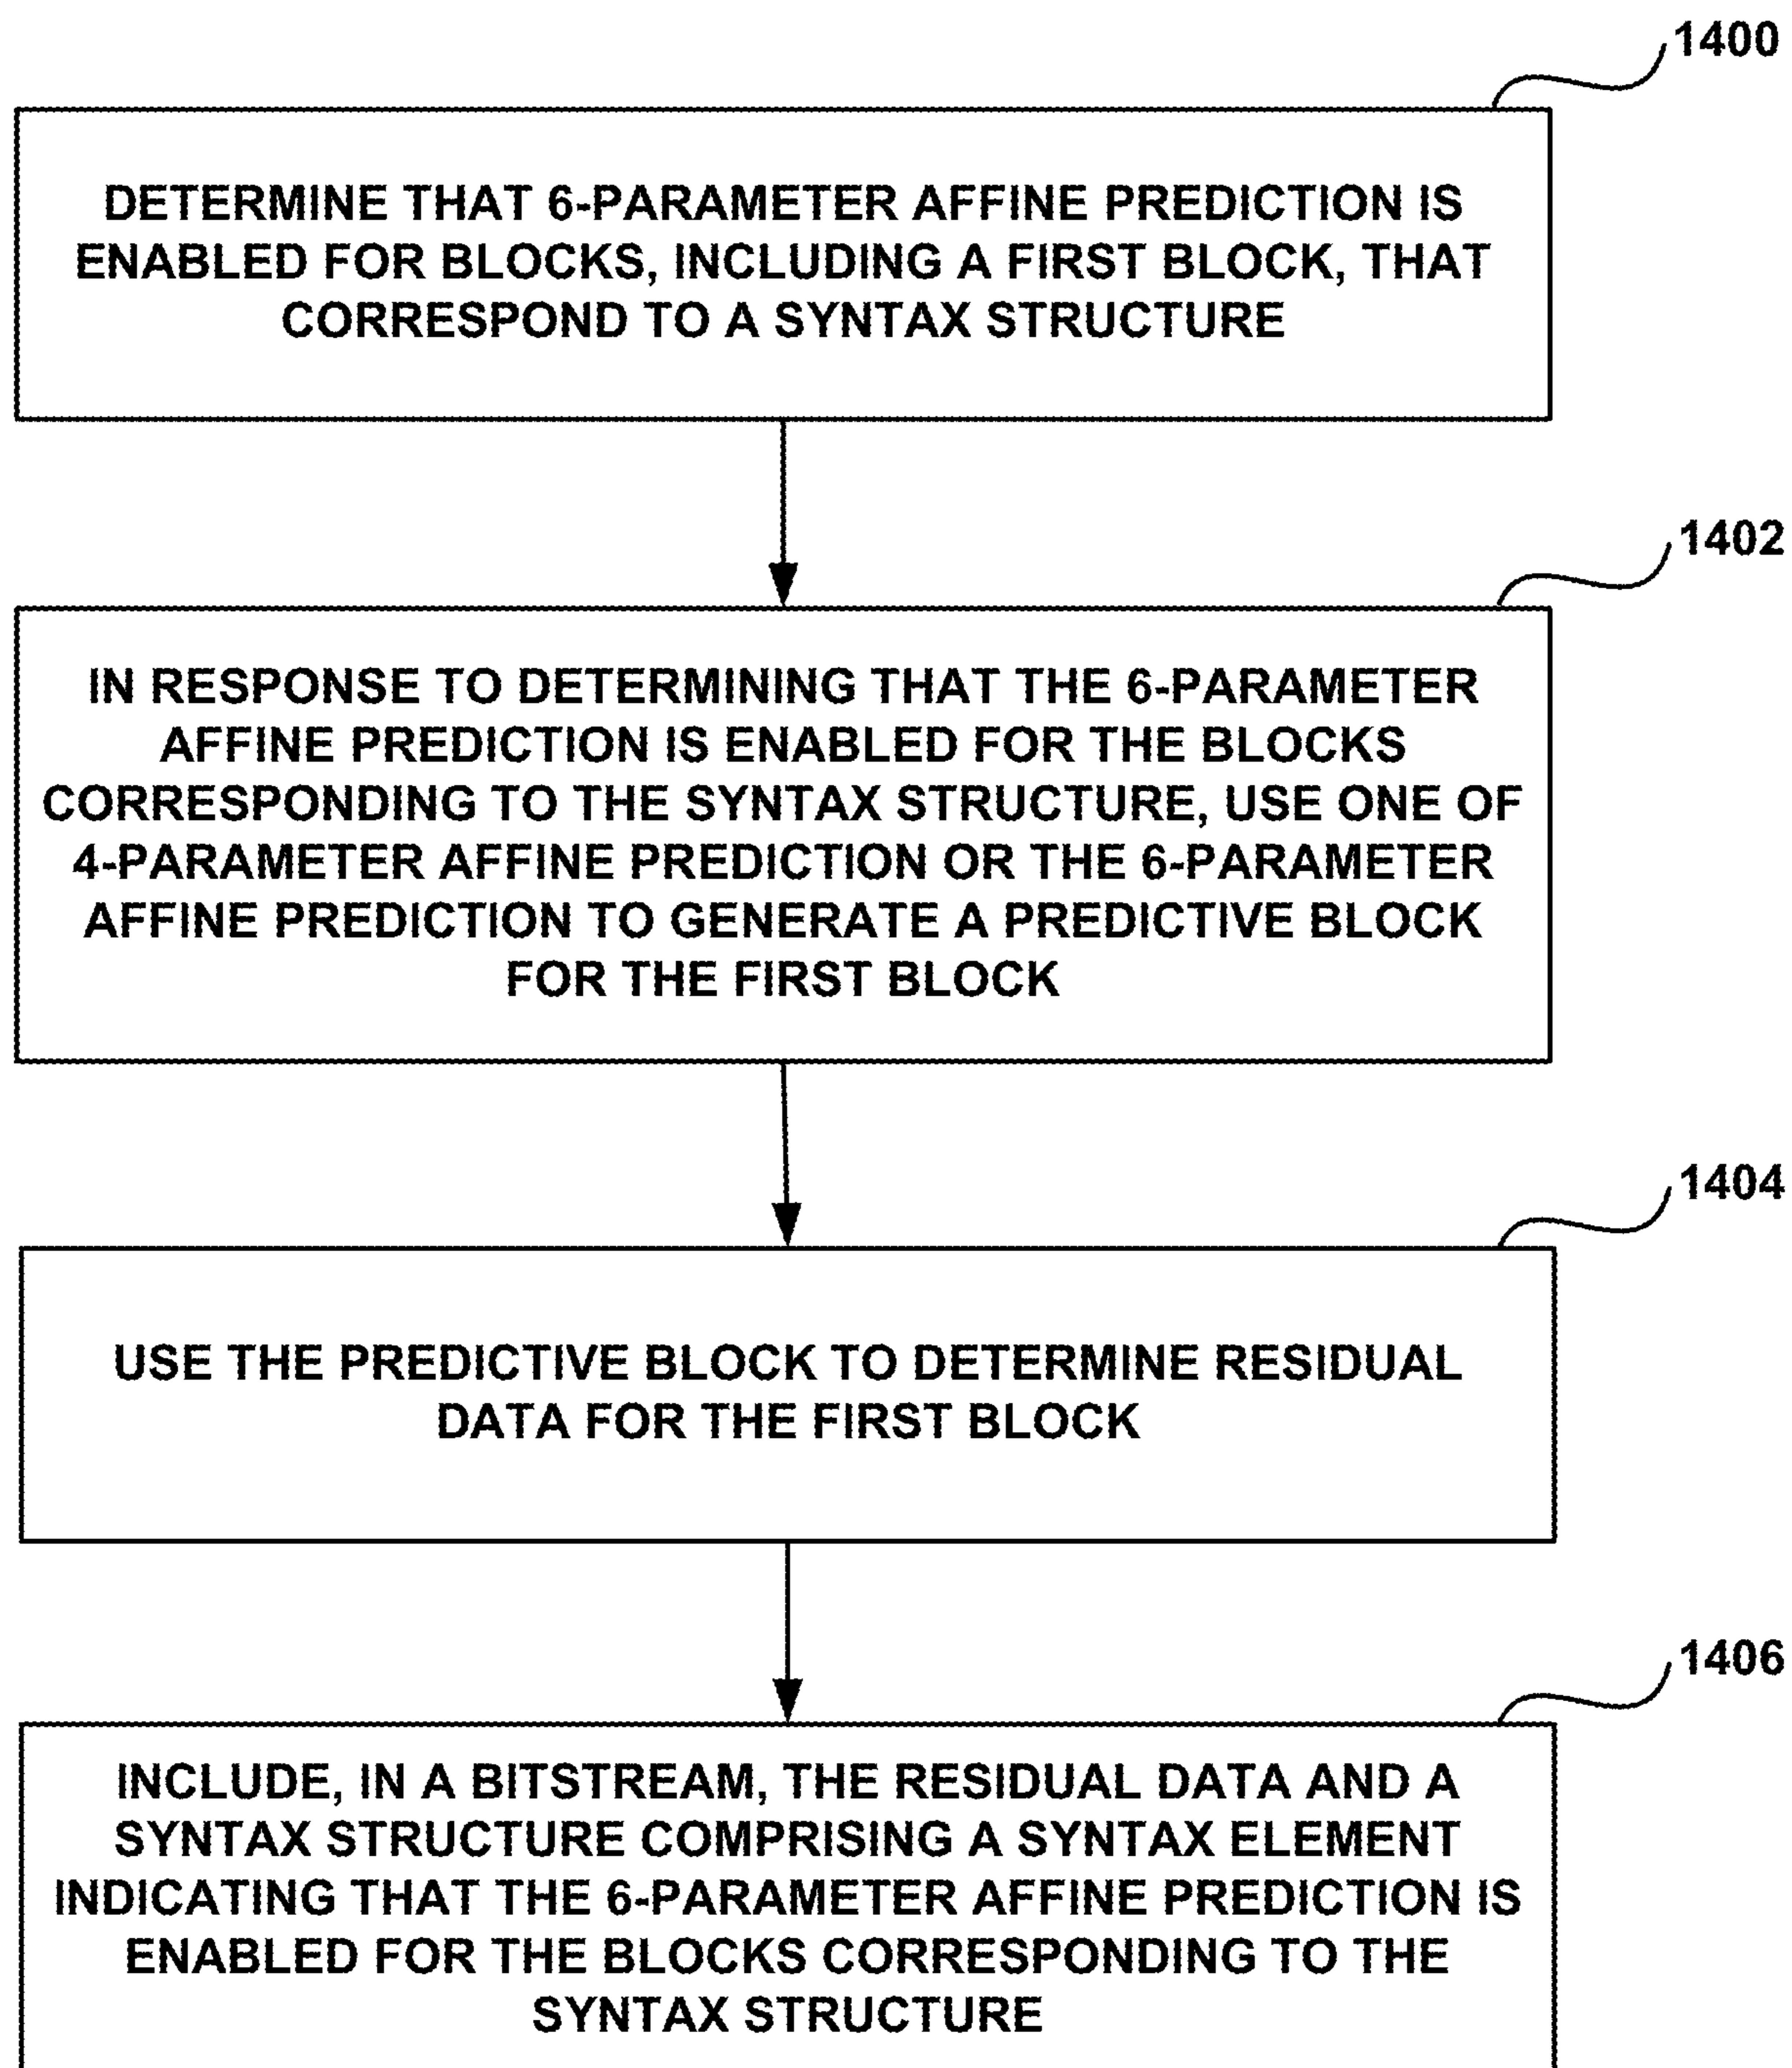 1400
DETERMINE THAT 6-PARAMETER AFFINE PREDICTION IS
ENABLED FOR BLOCKS, INCLUDING A FIRST BLOCK, THAT
CORRESPOND TO A SYNTAX STRUCTURE
1402
IN RESPONSE TO DETERMINING THAT THE 6-PARAMETER
AFFINE PREDICTION IS ENABLED FOR THE BLOCKS
CORRESPONDING TO THE SYNTAX STRUCTURE, USE ONE OF
4-PARAMETER AFFINE PREDICTION OR THE 6-PARAMETER
AFFINE PREDICTION TO GENERATE A PREDICTIVE BLOCK
FOR THE FIRST BLOCK
1404
USE THE PREDICTIVE BLOCK TO DETERMINE RESIDUAL
DATA FOR THE FIRST BLOCK
1406
INCLUDE, IN A BITSTREAM, THE RESIDUAL DATA AND A
SYNTAX STRUCTURE COMPRISING A SYNTAX ELEMENT
INDICATING THAT THE 6-PARAMETER AFFINE PREDICTION IS
ENABLED FOR THE BLOCKS CORRESPONDING TO THE
SYNTAX STRUCTURE